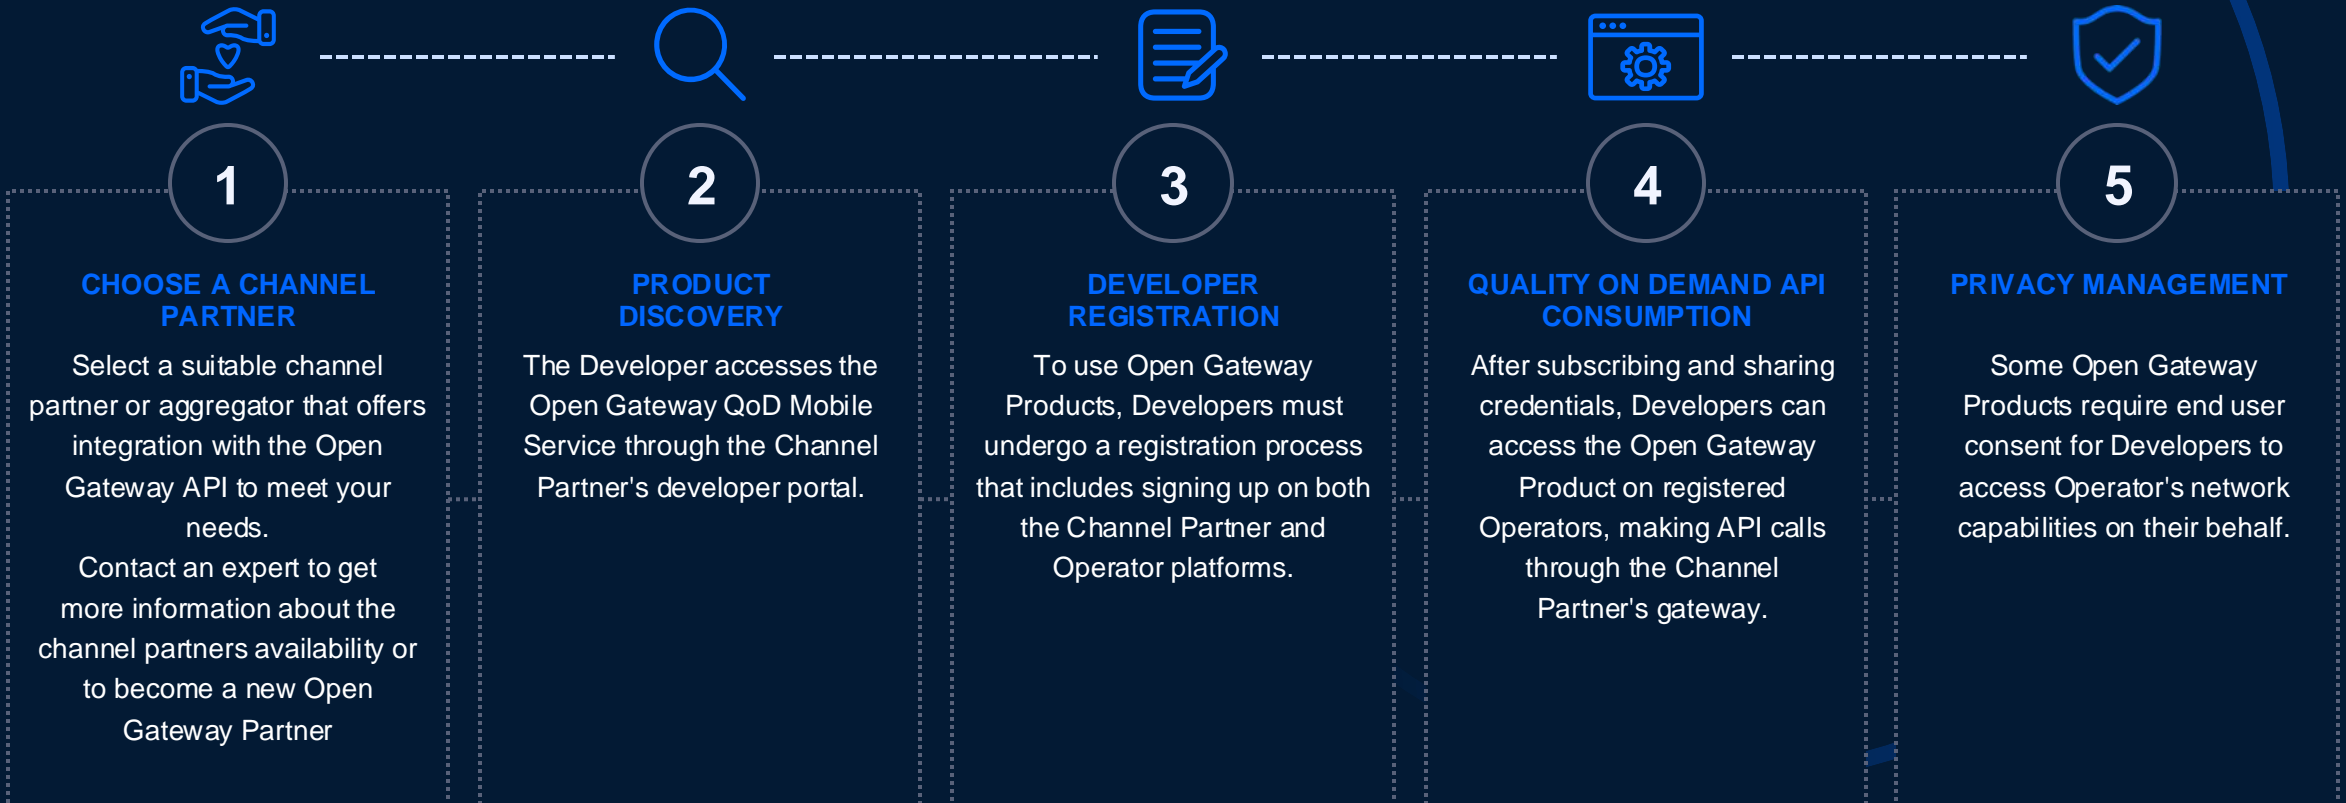 1
CHOOSE A CHANNEL
PARTNER
Select a suitable channel
partner or aggregator that offers
integration with the Open
Gateway API to meet your
needs.
Contact an expert to get
more information about the
channel partners availability or
to become a new Open
Gateway Partner
2
PRODUCT
DISCOVERY
The Developer accesses the
Open Gateway QoD Mobile
Service through the Channel
Partner's developer portal.
3
DEVELOPER
REGISTRATION
To use Open Gateway
Products, Developers must
undergo a registration process
that includes signing up on both
the Channel Partner and
Operator platforms.
4
QUALITY ON DEMAND API
CONSUMPTION
After subscribing and sharing
credentials, Developers can
access the Open Gateway
Product on registered
Operators, making API calls
through the Channel
Partner's gateway.
5
PRIVACY MANAGEMENT
Some Open Gateway
Products require end user
consent for Developers to
access Operator's network
capabilities on their behalf.